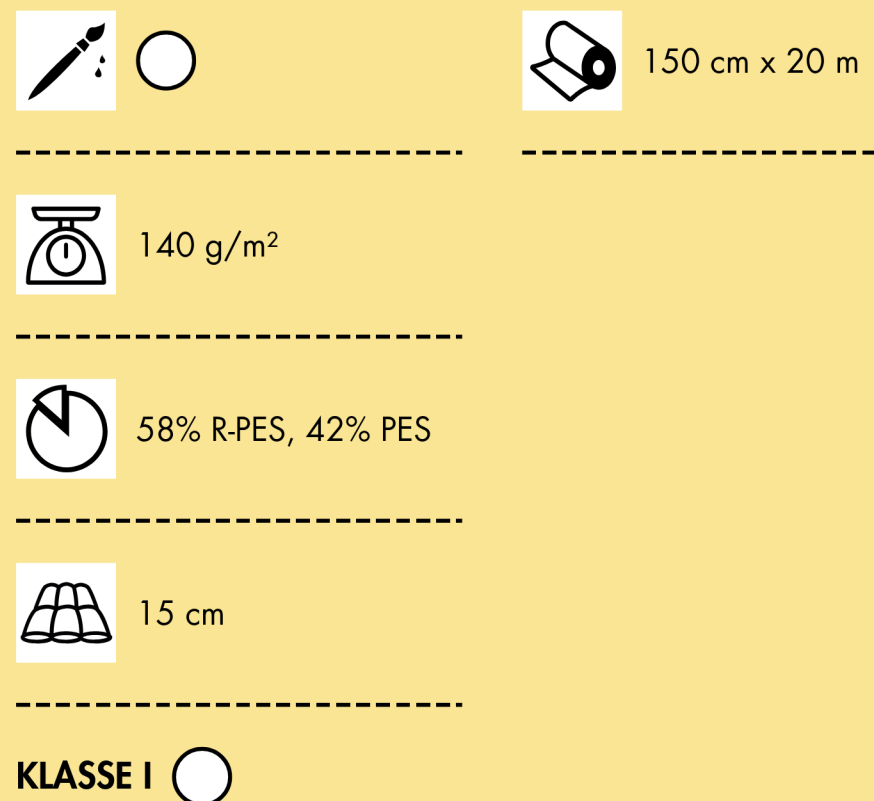 150 cm x 20 m
140 g/m²
58% R-PES, 42% PES
15 cm
KLASSE I